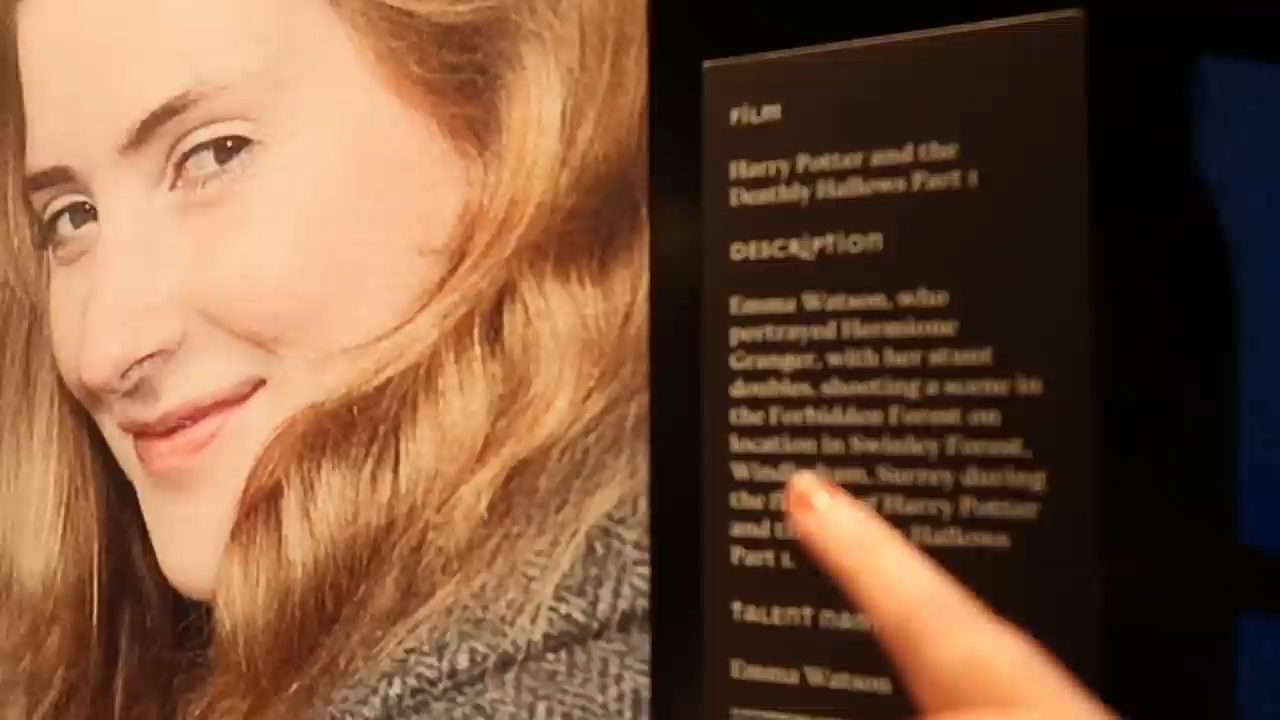 FILM
Harry Potter and the
Deathly Hallows Part 1
DESCRIPTION
Emma Watson, who
portrayed Hermione
Granger, with her stunt
doubles, shooting a scene in
the Forbidden Forest on
location in Swinley Forest,
Surrey during
the of Harry Potter
and Hallows
Part 1.
TALENT
Emma Watson